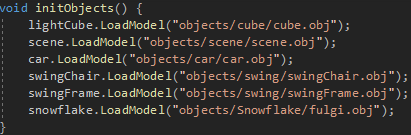 void initObjects() {
lightCube.LoadModel("objects/cube/cube.obj");
scene.LoadModel("objects/scene/scene.obj");
car.LoadModel("objects/car/car.obj");
swingChair.LoadModel("objects/swing/swingChair.obj");
swingFrame.LoadModel("objects/swing/swingFrame.obj");
snowflake.LoadModel("objects/Snowflake/fulgi.obj");
}